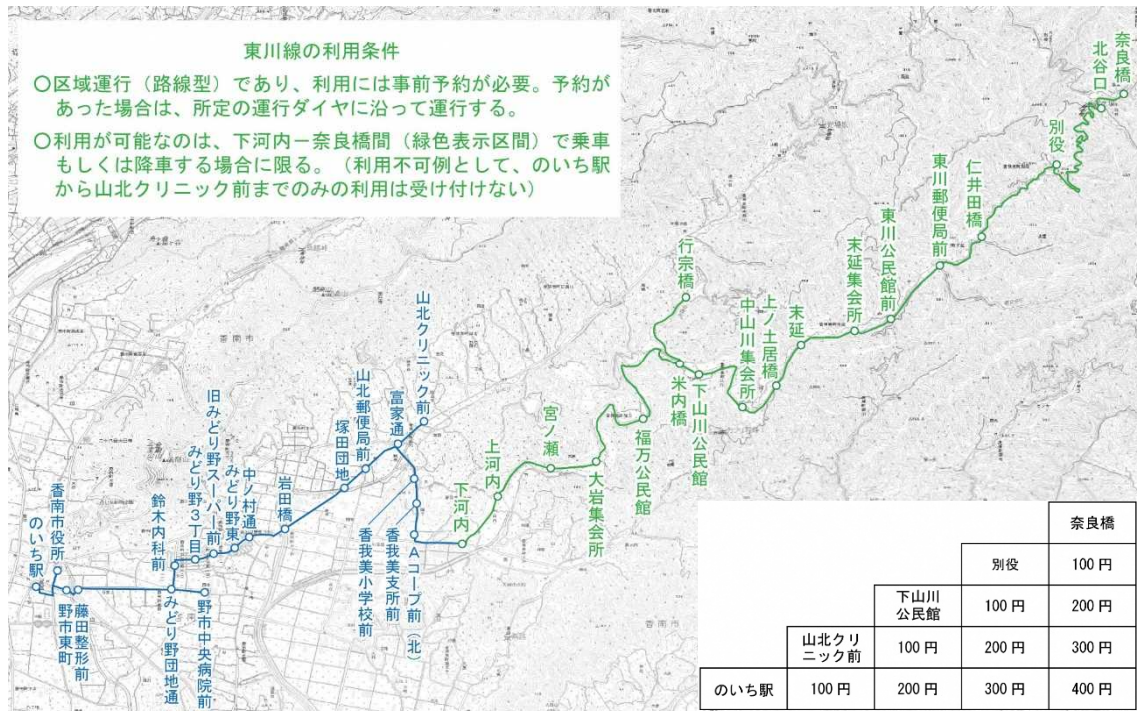 東川線の利用条件
○区域運行（路線型）であり、利用には事前予約が必要。予約が
あった場合は、所定の運行ダイヤに沿って運行する。
○利用が可能なのは、下河内－奈良橋間（緑色表示区間）で乗車
もしくは降車する場合に限る。（利用不可例として、のいち駅
から山北クリニック前までのみの利用は受け付けない）
奈良橋
北谷口
別役
仁井田橋
東川郵便局前
東川公民館前
末延集会所
末延
上ノ土居橋
中山川集会所
下山川公民館
米内橋
行宗橋
福万公民館
大岩集会所
宮ノ瀬
上河内
下河内
Aコープ前（北）
香我美支所前
香我美小学校前
山北クリニック前
富家通
山北郵便局前
塚田団地
岩田橋
中ノ村通
みどり野東
旧みどり野スーパー前
みどり野3丁目
鈴木内科前
みどり野団地通
野市中央病院前
藤田整形前
野市東町
香南市役所
のいち駅
香南市
香南市
奈良橋
別役 100円
下山川公民館 100円 200円
山北クリニック前 100円 200円 300円
のいち駅 100円 200円 300円 400円